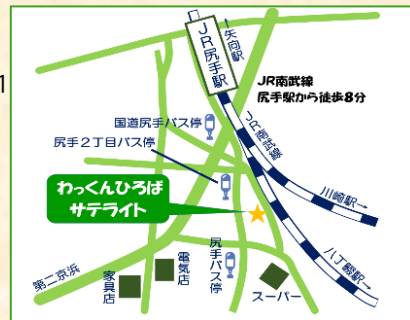 1
↑矢向駅
JR尻手駅
JR南武線
尻手駅から徒歩8分
国道尻手バス停
JR南武線
尻手2丁目バス停
わっくんひろば
サテライト
川崎駅→
尻手バス停
八丁畷駅→
電気店
家具店
スーパー
第二京浜